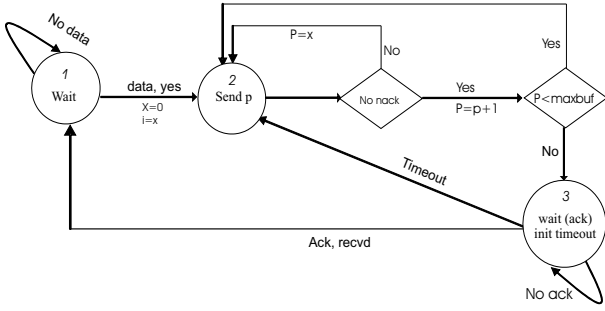 No data
1
Wait
data, yes
X=0
i=x
2
Send p
P=x
No
No nack
Yes
P=p+1
Yes
P<maxbuf
No
3
wait (ack)
init timeout
Timeout
Ack, recvd
No ack